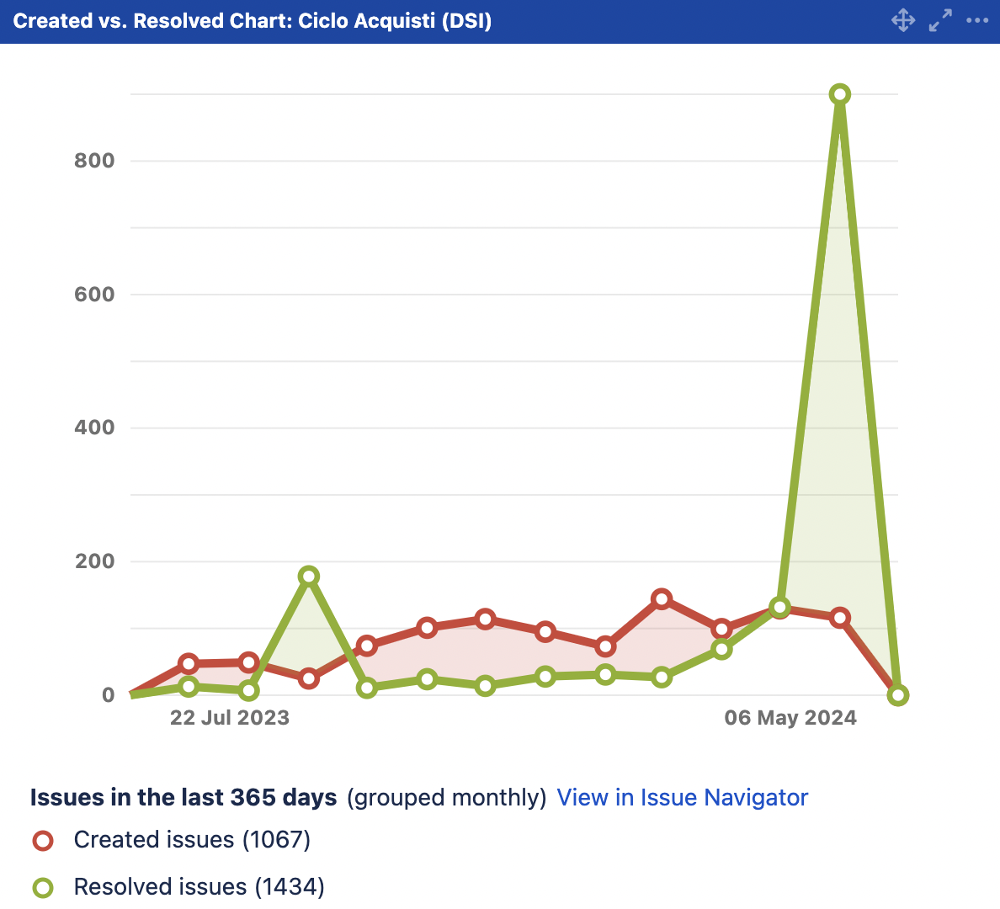 Created vs. Resolved Chart: Ciclo Acquisti (DSI)
800
600
400
200
0
22 Jul 2023 06 May 2024
Issues in the last 365 days (grouped monthly) View in Issue Navigator
Created issues (1067)
Resolved issues (1434)